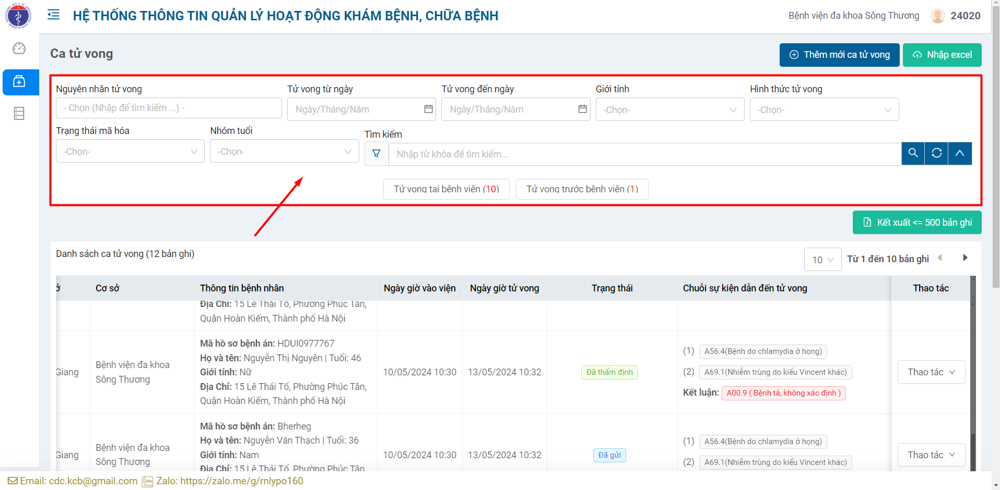 HỆ THỐNG THÔNG TIN QUẢN LÝ HOẠT ĐỘNG KHÁM BỆNH, CHỮA BỆNH
Bệnh viện đa khoa Sông Thương
24020
Ca tử vong
Thêm mới ca tử vong
Nhập excel
Nguyên nhân tử vong
Tử vong từ ngày
Tử vong đến ngày
Giới tính
Hình thức tử vong
- Chọn (Nhập để tìm kiếm ...) -
Ngày/Tháng/Năm
Ngày/Tháng/Năm
-Chọn-
-Chọn-
Trạng thái mã hóa
Nhóm tuổi
Tìm kiếm
-Chọn-
-Chọn-
Nhập từ khóa để tìm kiếm...
Tử vong tại bệnh viện (10)
Tử vong trước bệnh viện (1)
Kết xuất <= 500 bản ghi
Danh sách ca tử vong (12 bản ghi)
10
Từ 1 đến 10 bản ghi
Cơ sở
Thông tin bệnh nhân
Ngày giờ vào viện
Ngày giờ tử vong
Trạng thái
Chuỗi sự kiện dẫn đến tử vong
Thao tác
Địa Chỉ: 15 Lê Thái Tổ, Phường Phúc Tân,
Quận Hoàn Kiếm, Thành phố Hà Nội
Giang
Bệnh viện đa khoa
Sông Thương
Mã hồ sơ bệnh án: HDUI0977767
Họ và tên: Nguyễn Thị Nguyên | Tuổi: 46
Giới tính: Nữ
Địa Chỉ: 15 Lê Thái Tổ, Phường Phúc Tân,
Quận Hoàn Kiếm, Thành phố Hà Nội
10/05/2024 10:30
13/05/2024 10:32
Đã thẩm định
(1) A56.4(Bệnh do chlamydia ở họng)
(2) A69.1(Nhiễm trùng do kiểu Vincent khác)
Kết luận: A00.9 ( Bệnh tả, không xác định )
Thao tác
Giang
Bệnh viện đa khoa
Sông Thương
Mã hồ sơ bệnh án: Bherheg
Họ và tên: Nguyễn Văn Thạch | Tuổi: 36
Giới tính: Nam
Địa Chỉ: 15 Lê Thái Tổ, Phường Phúc Tân,
10/05/2024 10:30
13/05/2024 10:32
Đã gửi
(1) A56.4(Bệnh do chlamydia ở họng)
(2) A69.1(Nhiễm trùng do kiểu Vincent khác)
Thao tác
Email: cdc.kcb@gmail.com
Zalo: https://zalo.me/g/rnlypo160